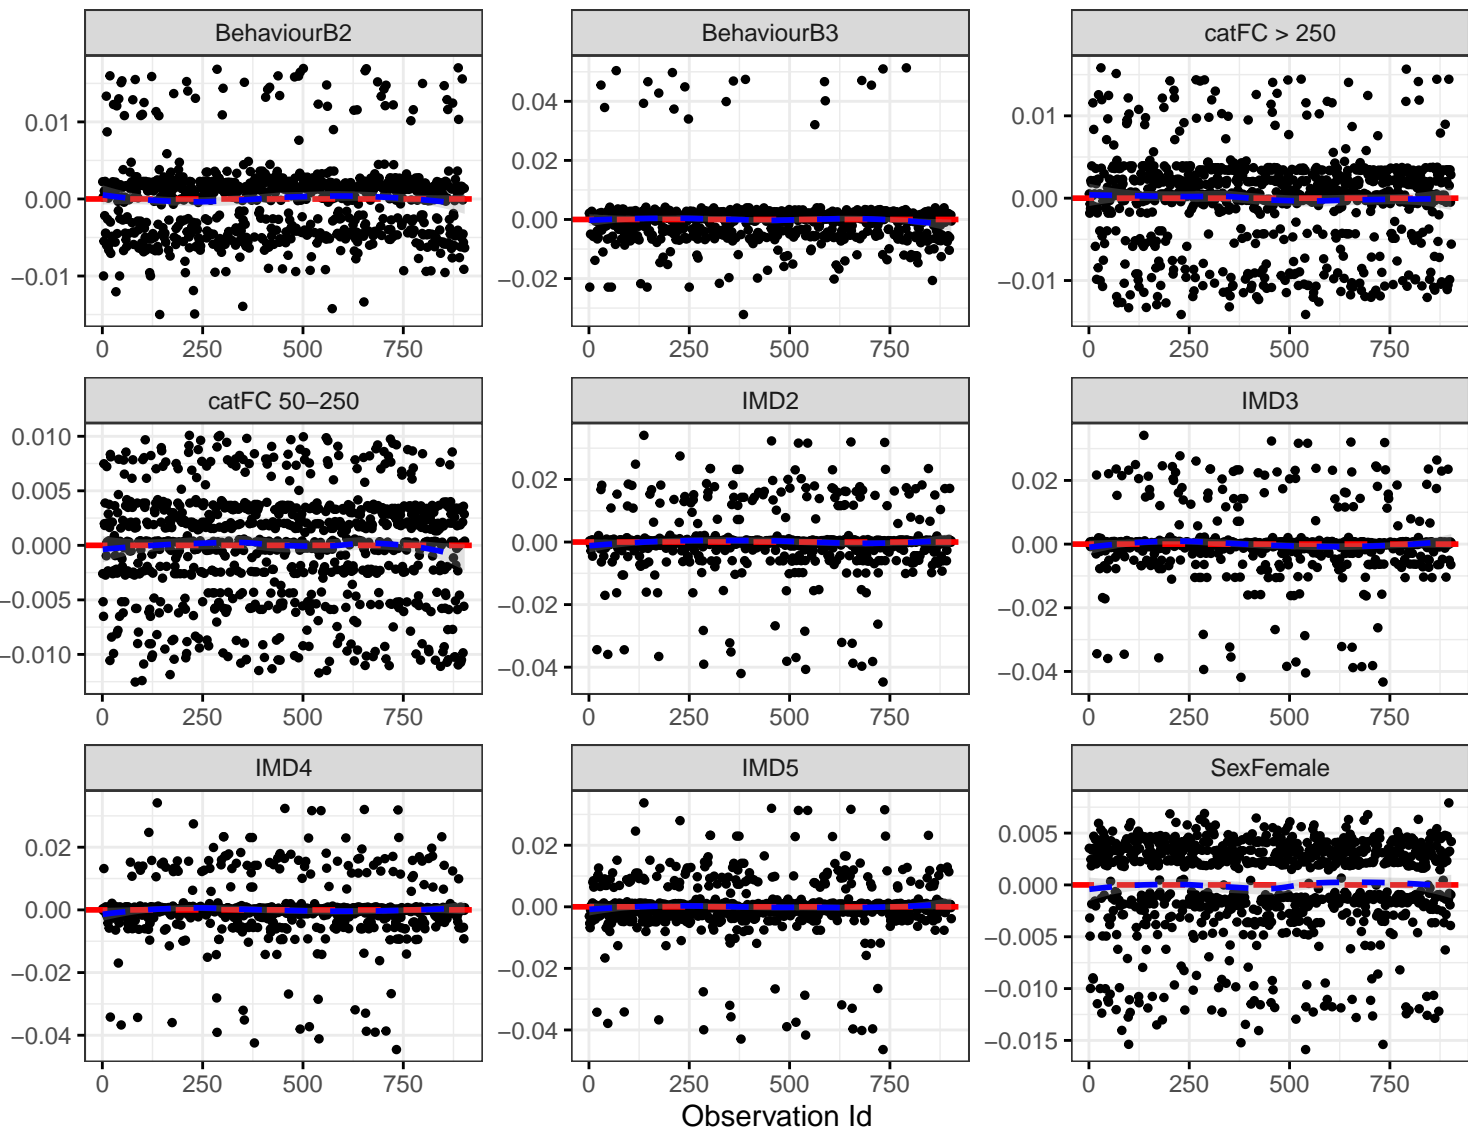 BehaviourB2 BehaviourB3 catFC > 250
0.01 0.04 0.01
0.02
0.00 0.00 0.00
−0.01 −0.02 −0.01
0 250 500 750 0 250 500 750 0 250 500 750
catFC 50−250 IMD2 IMD3
0.010
0.005 0.02 0.02
0.000 0.00 0.00
−0.005 −0.02 −0.02
−0.010 −0.04 −0.04
0 250 500 750 0 250 500 750 0 250 500 750
IMD4 IMD5 SexFemale
0.02 0.02 0.005
0.00 0.00 0.000
−0.005
−0.02 −0.02 −0.010
−0.04 −0.04 −0.015
0 250 500 750 0 250 500 750 0 250 500 750
Observation Id